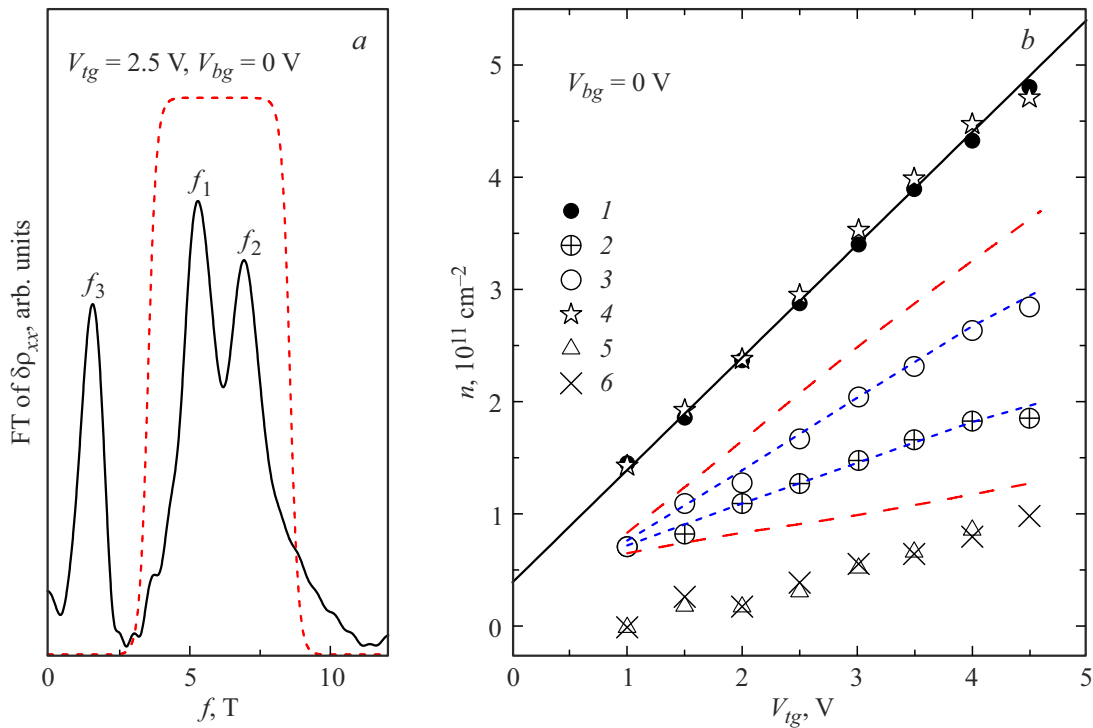 a
V_tg = 2.5 V, V_bg = 0 V
f_1
f_2
f_3
FT of δρ_xx, arb. units
0
5
10
f, T
b
V_bg = 0 V
5
4
3
2
1
0
1
2
3
4
5
6
n, 10^11 cm^−2
0
1
2
3
4
5
V_tg, V